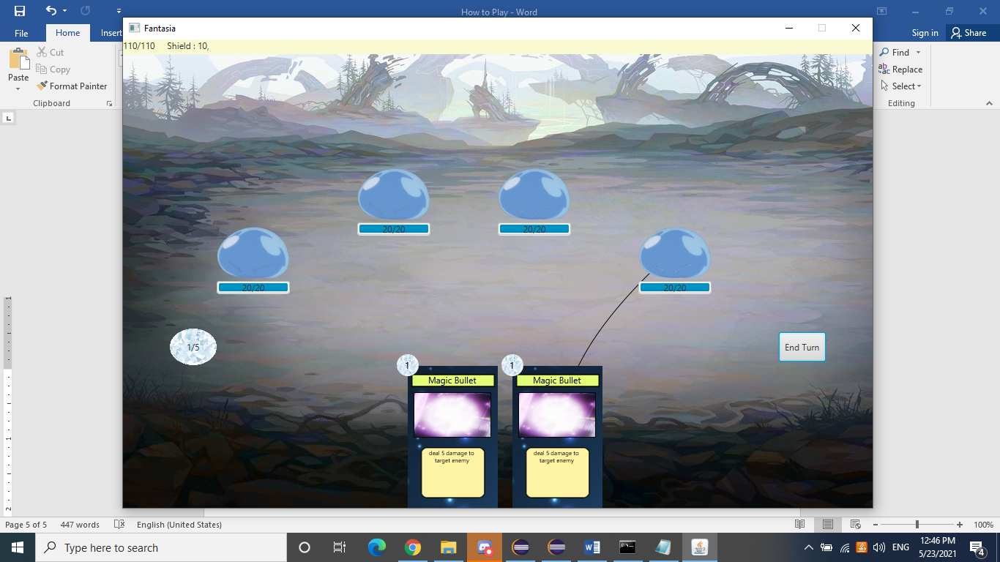 How to Play - Word
File
Home
Insert
Sign in
Share
Fantasia
110/110 Shield : 10,
Paste
Cut
Copy
Format Painter
Clipboard
Find
Replace
Select
Editing
20/20
20/20
20/20
20/20
1/5
End Turn
1
Magic Bullet
deal 5 damage to
target enemy
1
Magic Bullet
deal 5 damage to
target enemy
1
1
2
Page 5 of 5 447 words English (United States)
100%
Type here to search
ENG
12:46 PM
5/23/2021
4